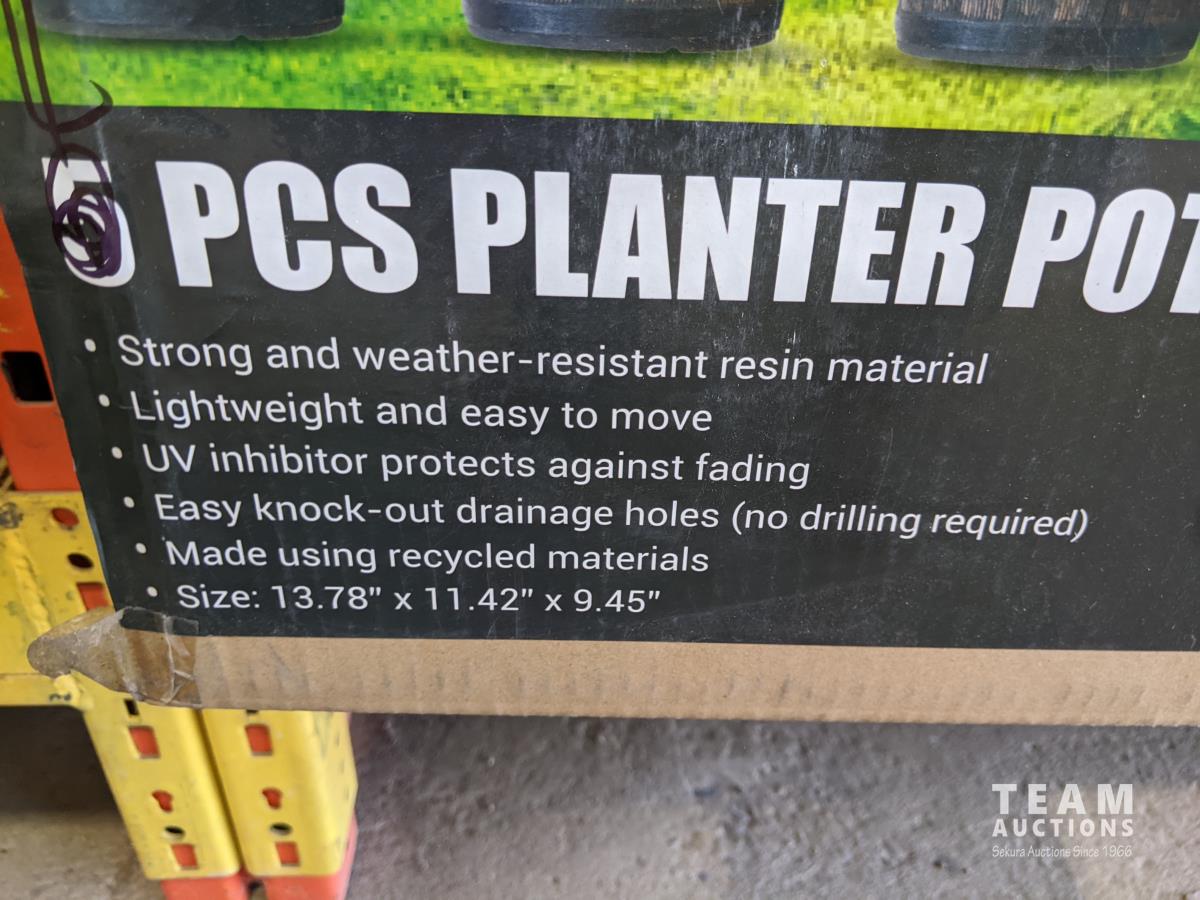 5 PCS PLANTER POT
• Strong and weather-resistant resin material
• Lightweight and easy to move
• UV inhibitor protects against fading
• Easy knock-out drainage holes (no drilling required)
• Made using recycled materials
• Size: 13.78" x 11.42" x 9.45"
TEAM
AUCTIONS
Sekura Auctions Since 1966